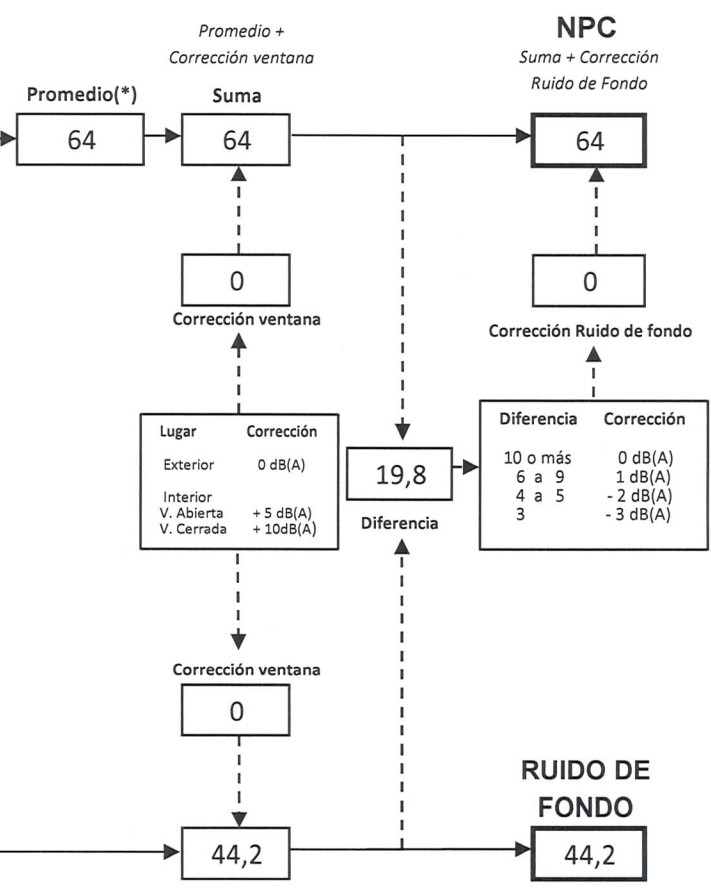 Promedio +
Corrección ventana
NPC
Suma + Corrección
Ruido de Fondo
Promedio(*)
Suma
64
64
64
0
0
Corrección ventana
Corrección Ruido de fondo
Lugar Corrección
Exterior 0 dB(A)
Interior
V. Abierta + 5 dB(A)
V. Cerrada + 10dB(A)
19,8
Diferencia
Diferencia Corrección
10 o más 0 dB(A)
6 a 9 1 dB(A)
4 a 5 - 2 dB(A)
3 - 3 dB(A)
Corrección ventana
0
RUIDO DE
FONDO
44,2
44,2